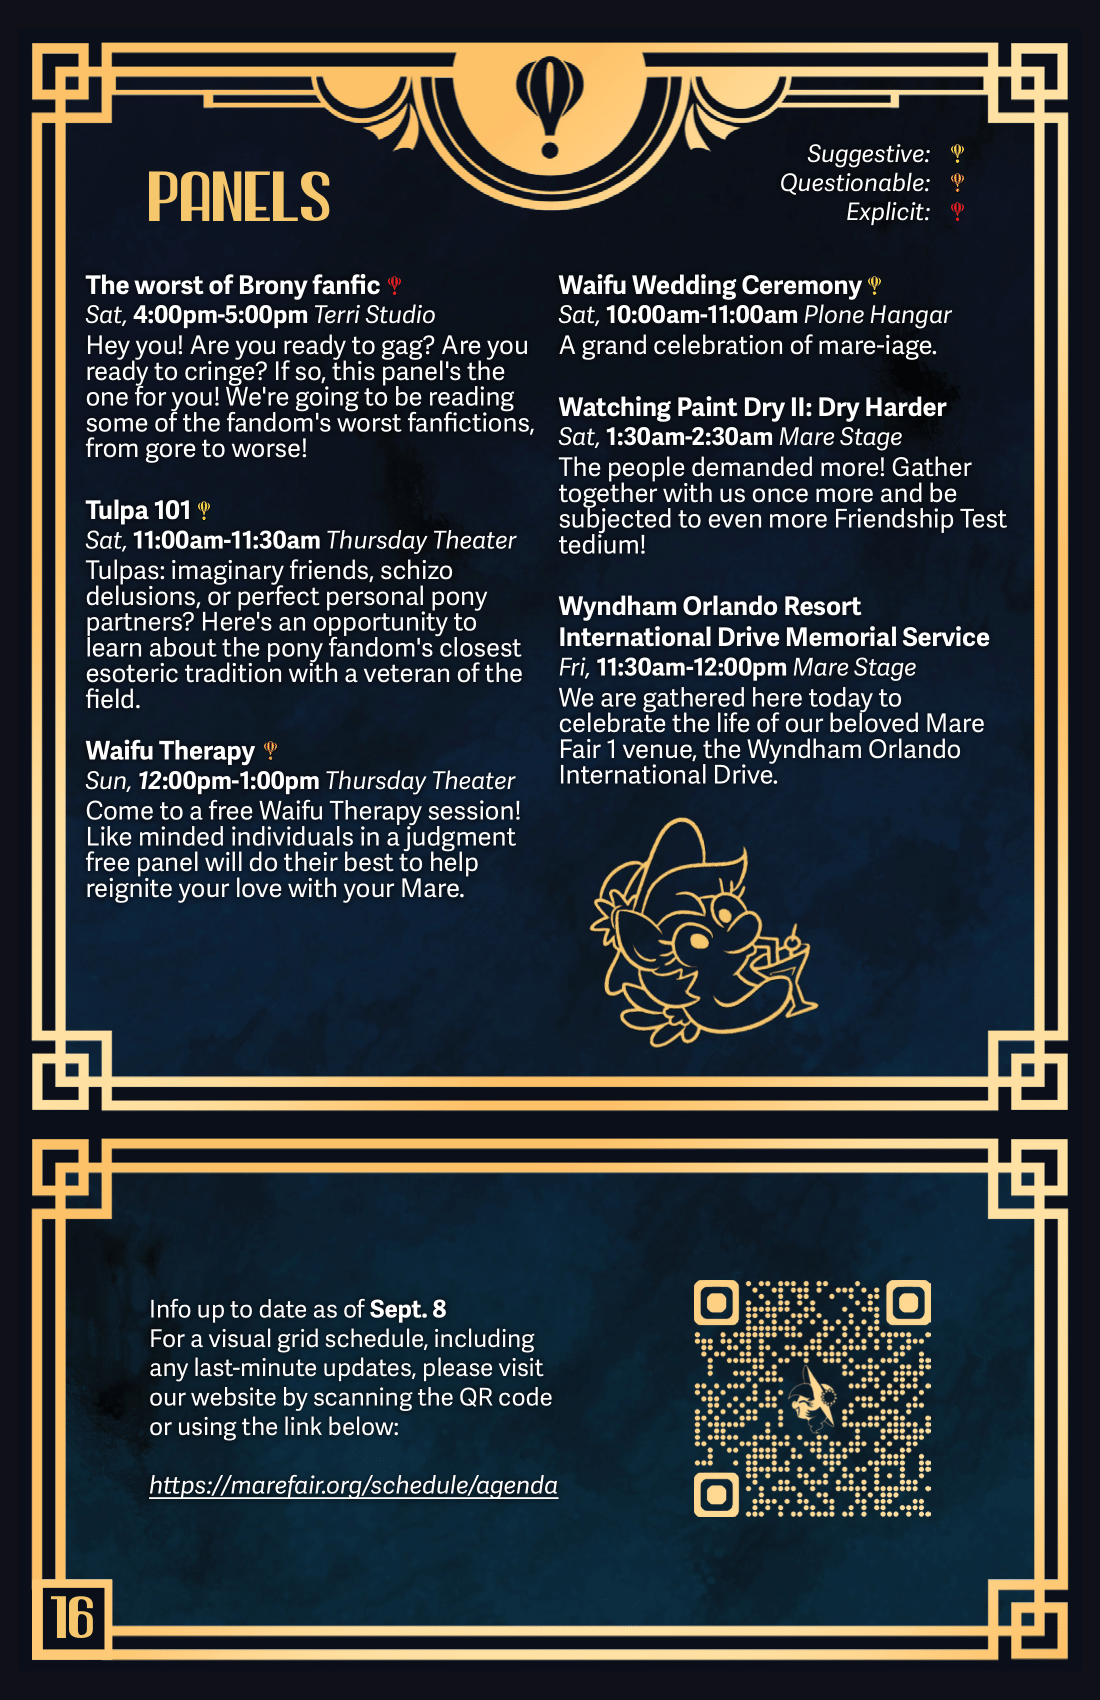 PANELS
Suggestive:
Questionable:
Explicit:
The worst of Brony fanfic
Sat, 4:00pm-5:00pm Terri Studio
Hey you! Are you ready to gag? Are you
ready to cringe? If so, this panel's the
one for you! We're going to be reading
some of the fandom's worst fanfictions,
from gore to worse!
Tulpa 101
Sat, 11:00am-11:30am Thursday Theater
Tulpas: imaginary friends, schizo
delusions, or perfect personal pony
partners? Here's an opportunity to
learn about the pony fandom's closest
esoteric tradition with a veteran of the
field.
Waifu Therapy
Sun, 12:00pm-1:00pm Thursday Theater
Come to a free Waifu Therapy session!
Like minded individuals in a judgment
free panel will do their best to help
reignite your love with your Mare.
Waifu Wedding Ceremony
Sat, 10:00am-11:00am Plone Hangar
A grand celebration of mare-iage.
Watching Paint Dry II: Dry Harder
Sat, 1:30am-2:30am Mare Stage
The people demanded more! Gather
together with us once more and be
subjected to even more Friendship Test
tedium!
Wyndham Orlando Resort
International Drive Memorial Service
Fri, 11:30am-12:00pm Mare Stage
We are gathered here today to
celebrate the life of our beloved Mare
Fair 1 venue, the Wyndham Orlando
International Drive.
Info up to date as of Sept. 8
For a visual grid schedule, including
any last-minute updates, please visit
our website by scanning the QR code
or using the link below:
https://marefair.org/schedule/agenda
16